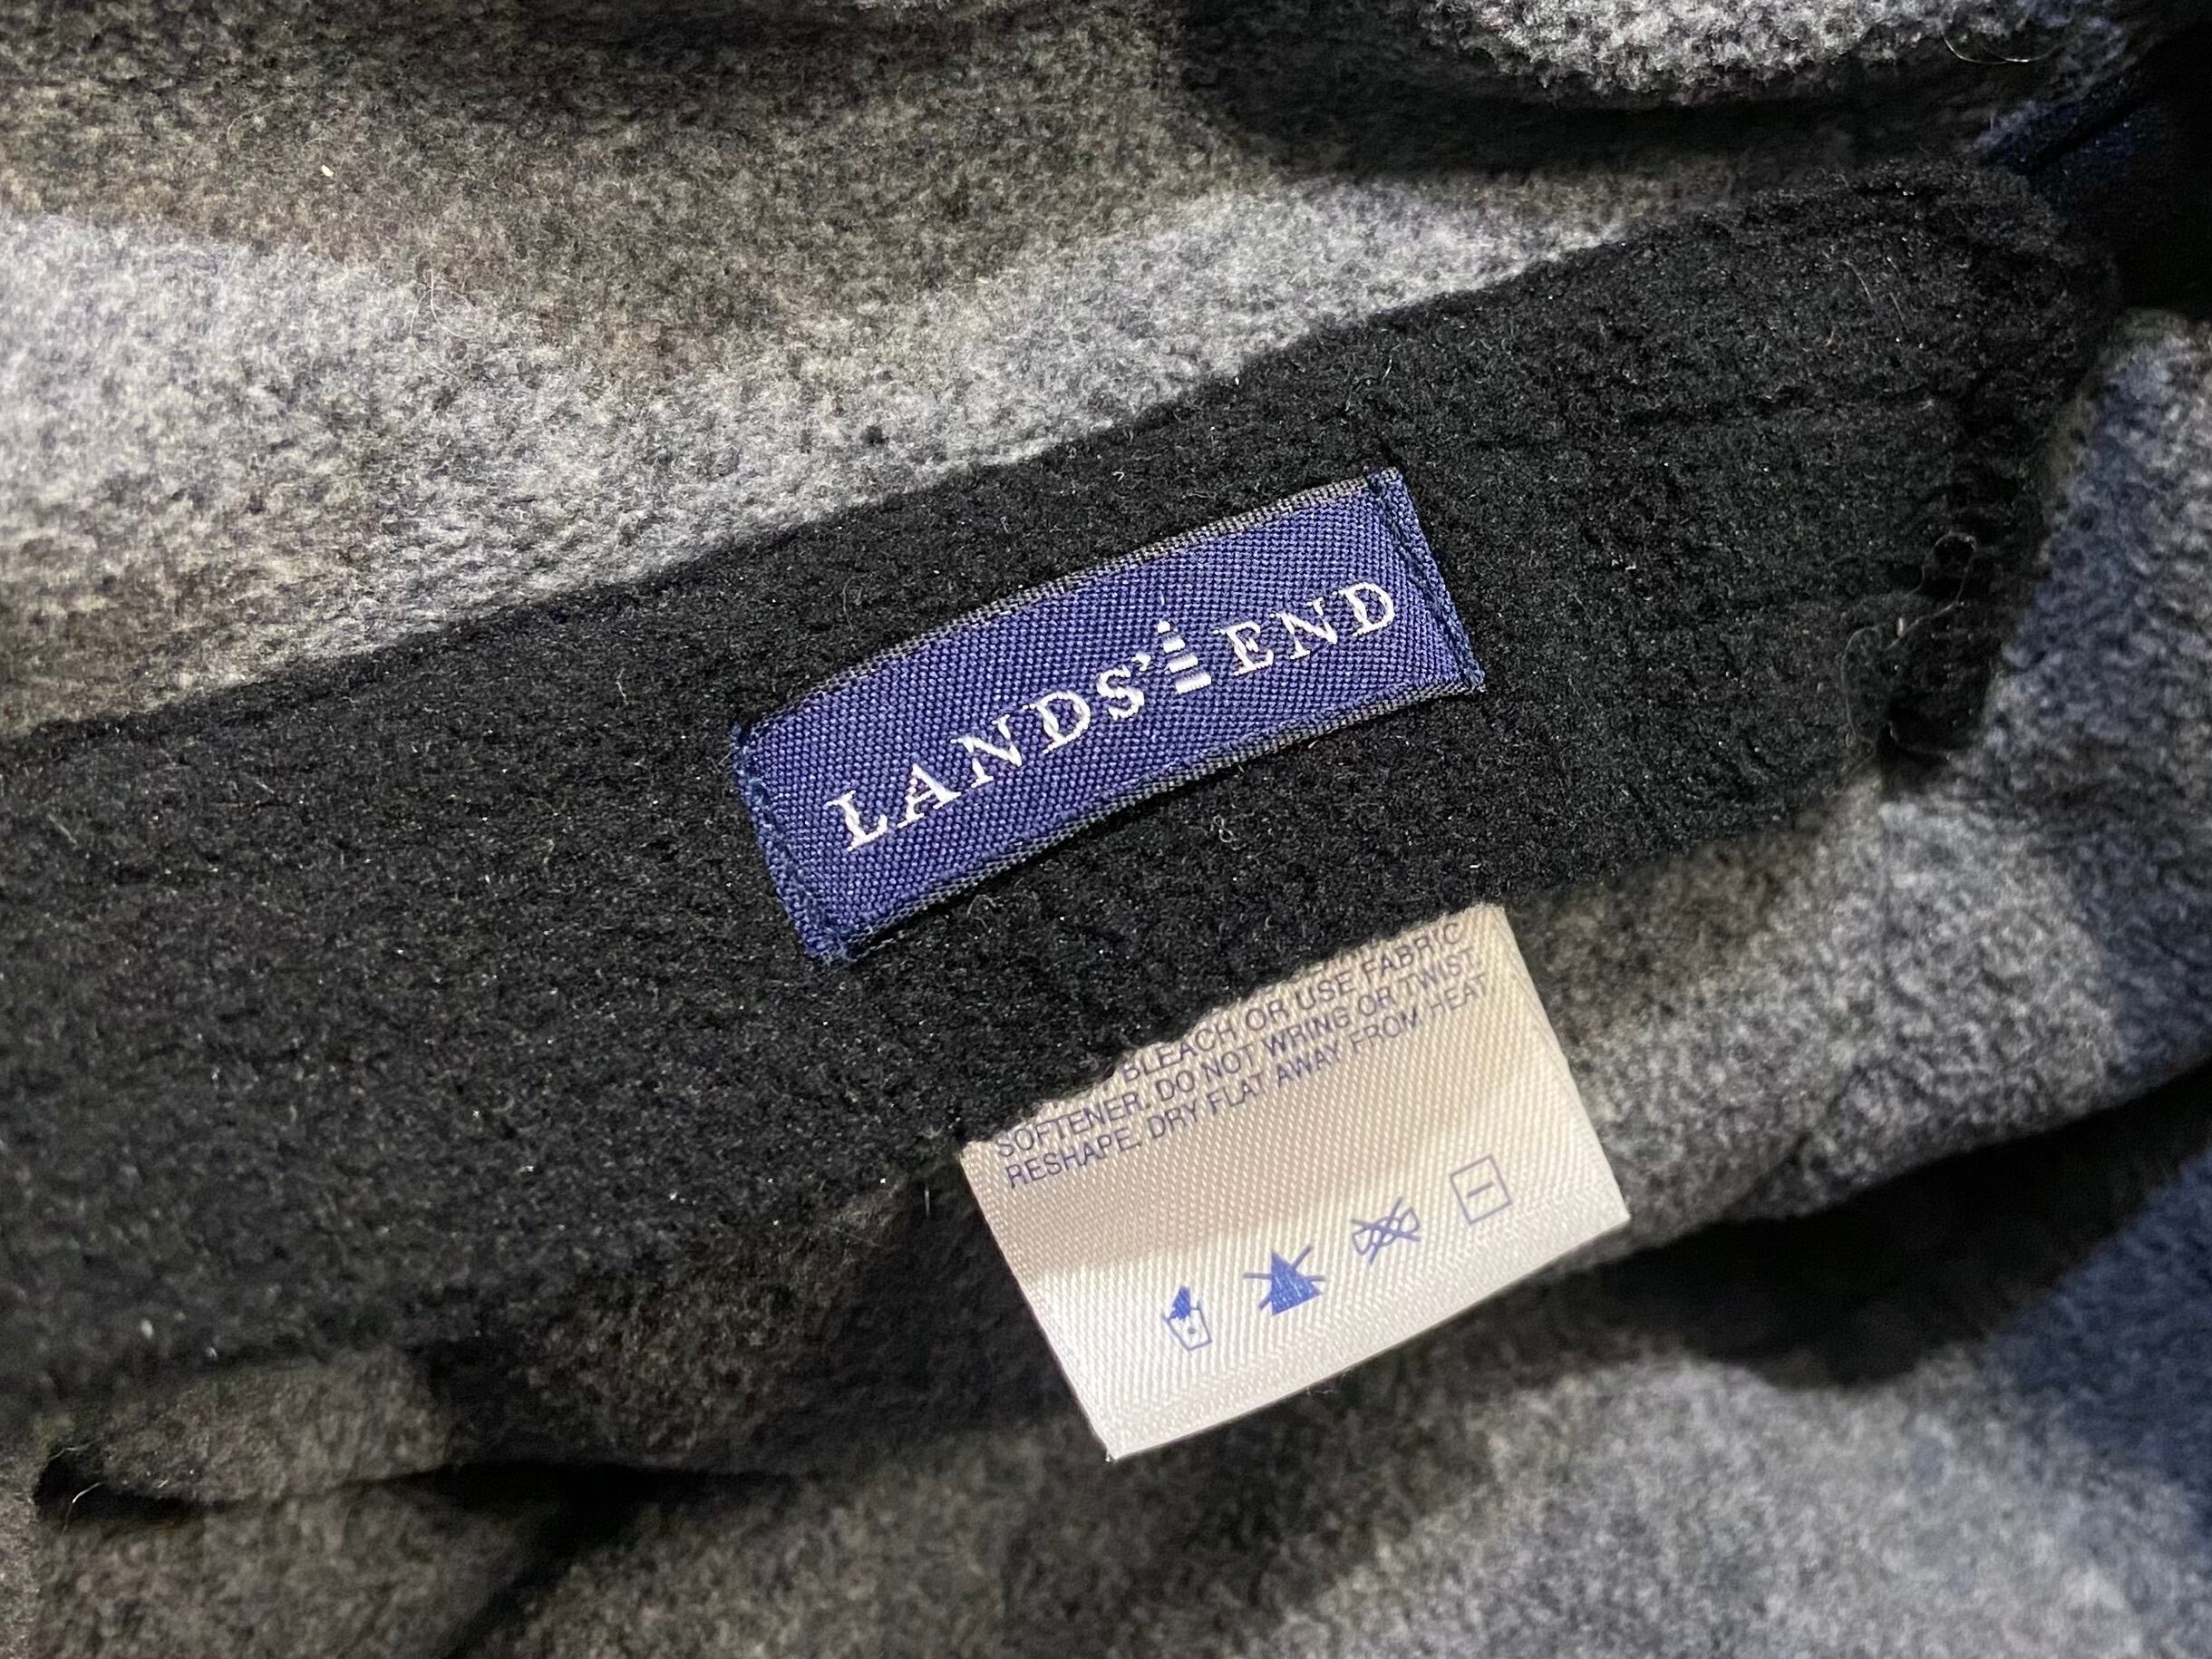 LANDS' END
BLEACH OR USE FABRIC
SOFTENER. DO NOT WRING OR TWIST.
RESHAPE. DRY FLAT AWAY FROM HEAT